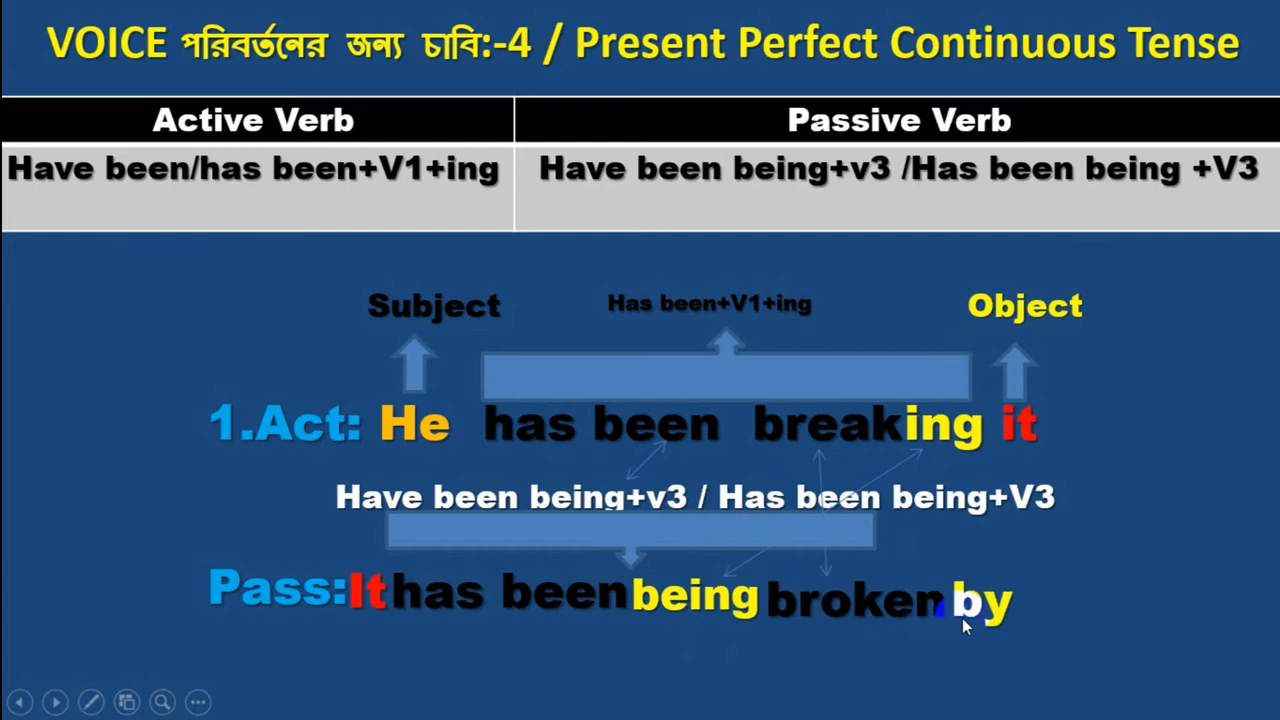 VOICE পরিবর্তনের জন্য চাবি:-4 / Present Perfect Continuous Tense
Active Verb Passive Verb
Have been/has been+V1+ing Have been being+v3 /Has been being +V3
Subject Has been+V1+ing Object
1.Act: He has been breaking it
Have been being+v3 / Has been being+V3
Pass:It has been being broken by